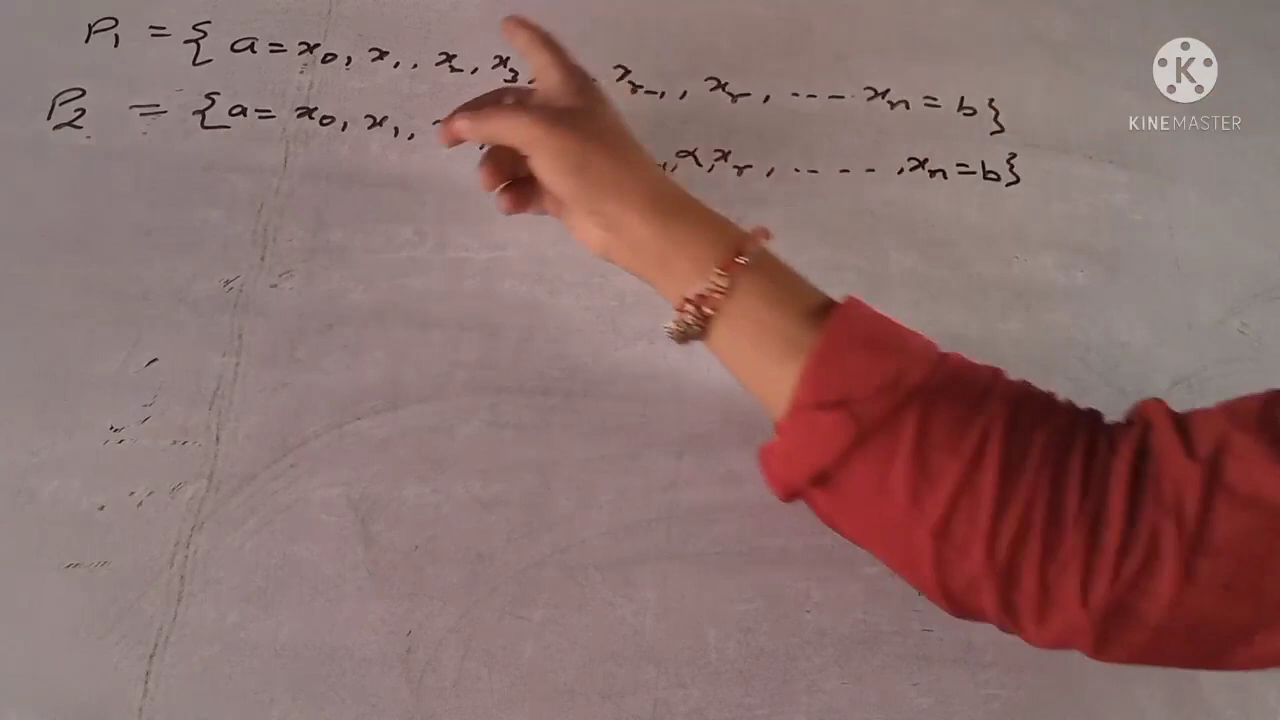 P₁ = { a = x₀, x₁, x₂, x₃, .. xᵣ₋₁, xᵣ, ---- xₙ = b}
P₂ = {a = x₀, x₁, , α, xᵣ, ----- , xₙ = b}
KINEMASTER